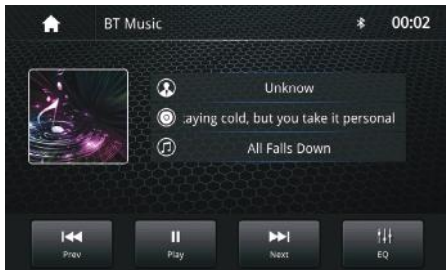 BT Music
00:02
Unknow
:aying cold, but you take it personal
All Falls Down
Prev
Play
Next
EQ